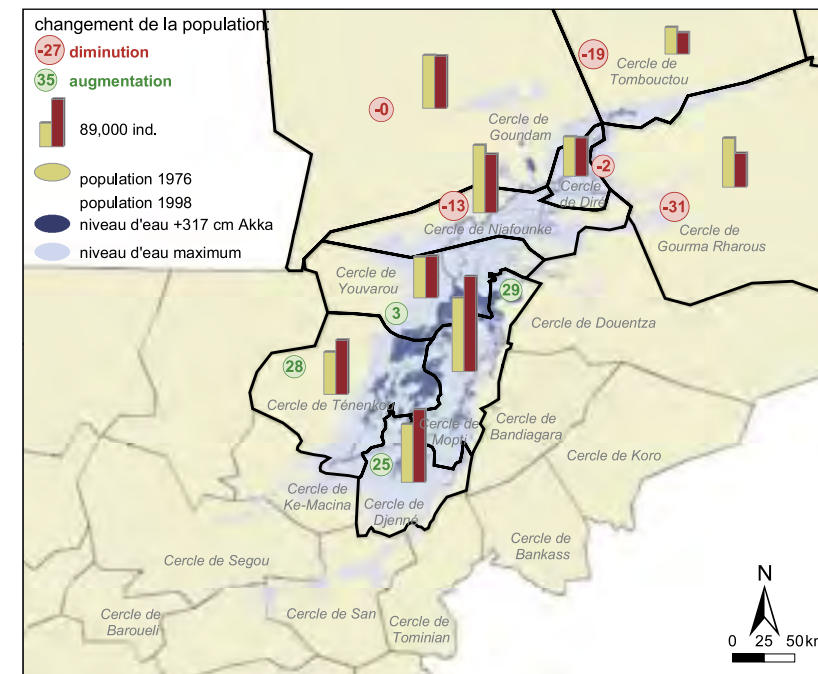 changement de la population:
-27 diminution
35 augmentation
89,000 ind.
population 1976
population 1998
niveau d'eau +317 cm Akka
niveau d'eau maximum
-19
Cercle de
Tombouctou
-0
Cercle de
Goundam
-2
Cercle
de Diré
-13
Cercle de Niafounke
-31
Cercle de
Gourma Rharous
Cercle de
Youvarou
29
3
Cercle de Douentza
28
Cercle de Ténenkou
Cercle de
Mopti
Cercle de
Bandiagara
25
Cercle de Koro
Cercle de
Ke-Macina
Cercle de
Djenné
Cercle de
Bankass
Cercle de Segou
Cercle de
Baroueli
Cercle de San
Cercle de
Tominian
N
0 25 50km